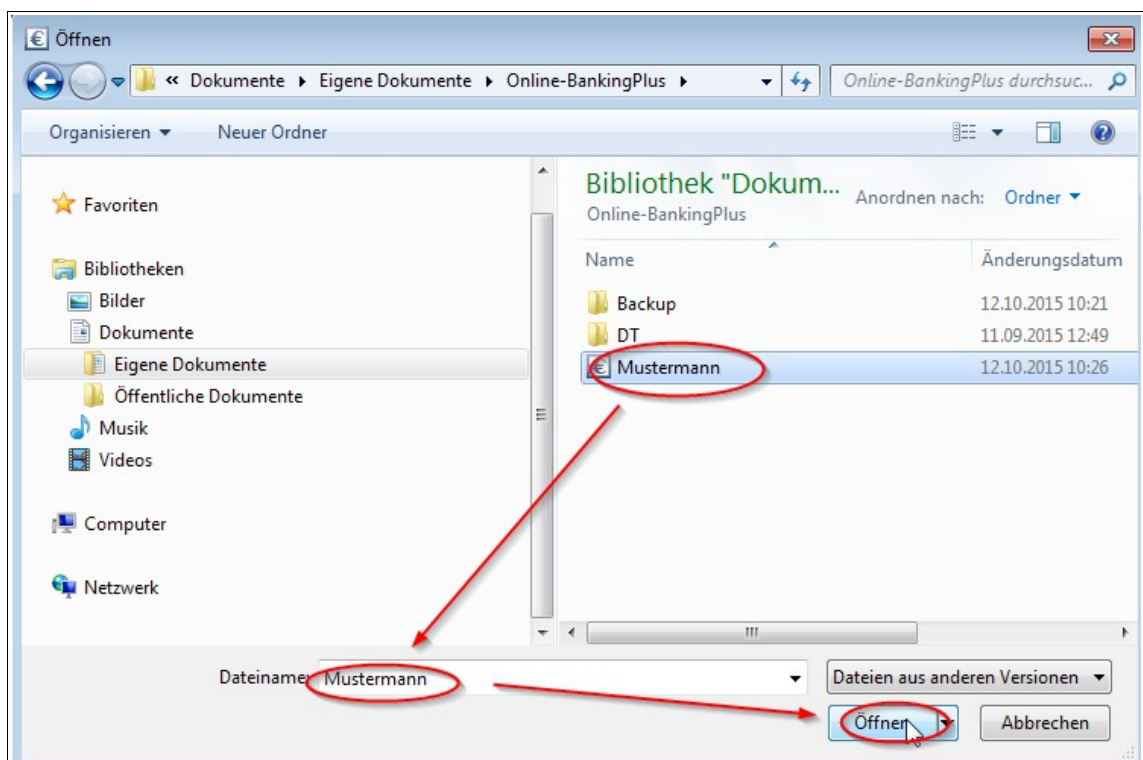 Öffnen
« Dokumente ▸ Eigene Dokumente ▸ Online-BankingPlus ▸
Online-BankingPlus durchsuc...
Organisieren ▾ Neuer Ordner
Favoriten
Bibliotheken
Bilder
Dokumente
Eigene Dokumente
Öffentliche Dokumente
Musik
Videos
Computer
Netzwerk
Bibliothek "Dokum...
Online-BankingPlus
Anordnen nach: Ordner ▾
Name Änderungsdatum
Backup 12.10.2015 10:21
DT 11.09.2015 12:49
Mustermann 12.10.2015 10:26
Dateiname: Mustermann
Dateien aus anderen Versionen
Öffnen Abbrechen